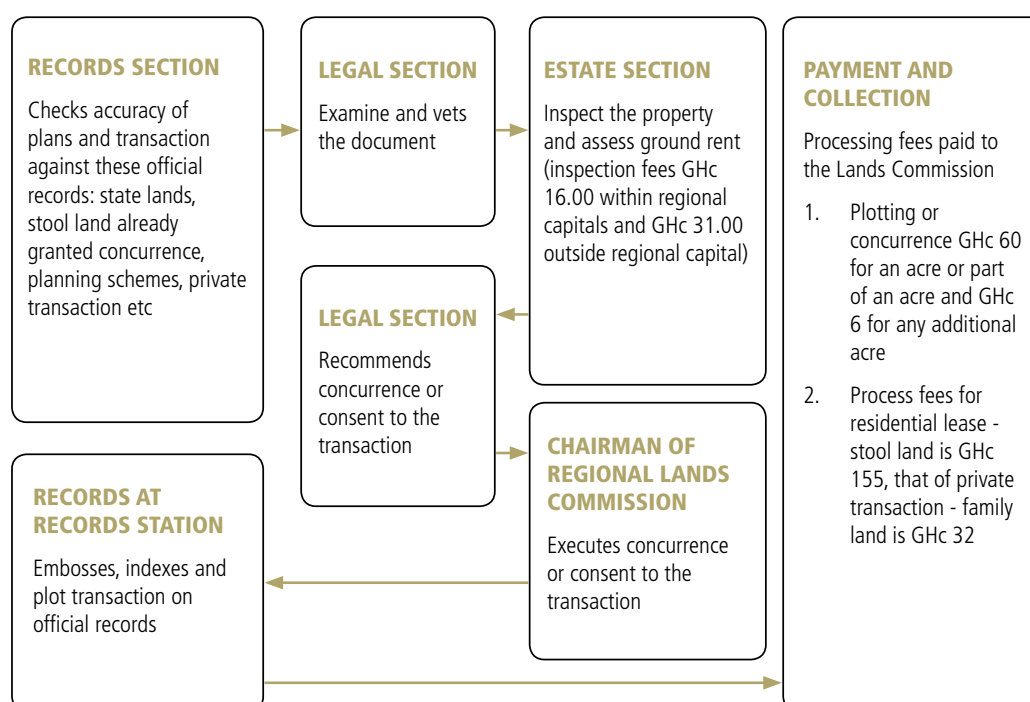 RECORDS SECTION
Checks accuracy of
plans and transaction
against these official
records: state lands,
stool land already
granted concurrence,
planning schemes, private
transaction etc
LEGAL SECTION
Examine and vets
the document
ESTATE SECTION
Inspect the property
and assess ground rent
(inspection fees GHc
16.00 within regional
capitals and GHc 31.00
outside regional capital)
LEGAL SECTION
Recommends
concurrence or
consent to the
transaction
CHAIRMAN OF
REGIONAL LANDS
COMMISSION
Executes concurrence
or consent to the
transaction
RECORDS AT
RECORDS STATION
Embosses, indexes and
plot transaction on
official records
PAYMENT AND
COLLECTION
Processing fees paid to
the Lands Commission
1. Plotting or
concurrence GHc 60
for an acre or part
of an acre and GHc
6 for any additional
acre
2. Process fees for
residential lease -
stool land is GHc
155, that of private
transaction - family
land is GHc 32